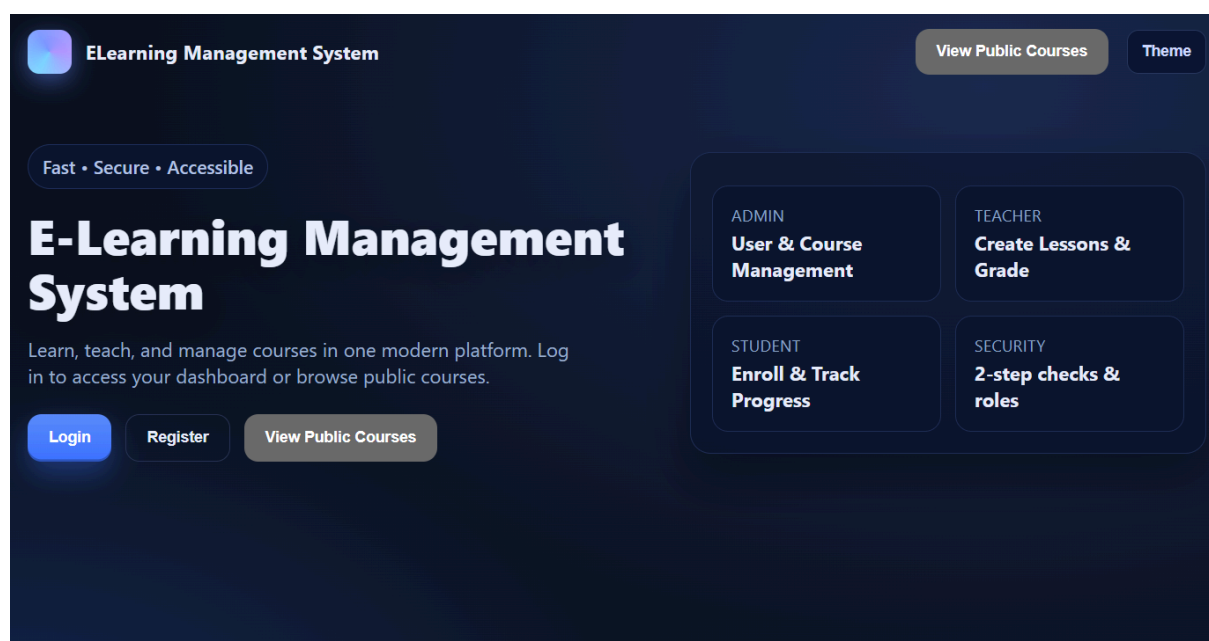 ELearning Management System
View Public Courses
Theme
Fast • Secure • Accessible
E-Learning Management
System
Learn, teach, and manage courses in one modern platform. Log
in to access your dashboard or browse public courses.
Login
Register
View Public Courses
ADMIN
User & Course
Management
TEACHER
Create Lessons &
Grade
STUDENT
Enroll & Track
Progress
SECURITY
2-step checks &
roles